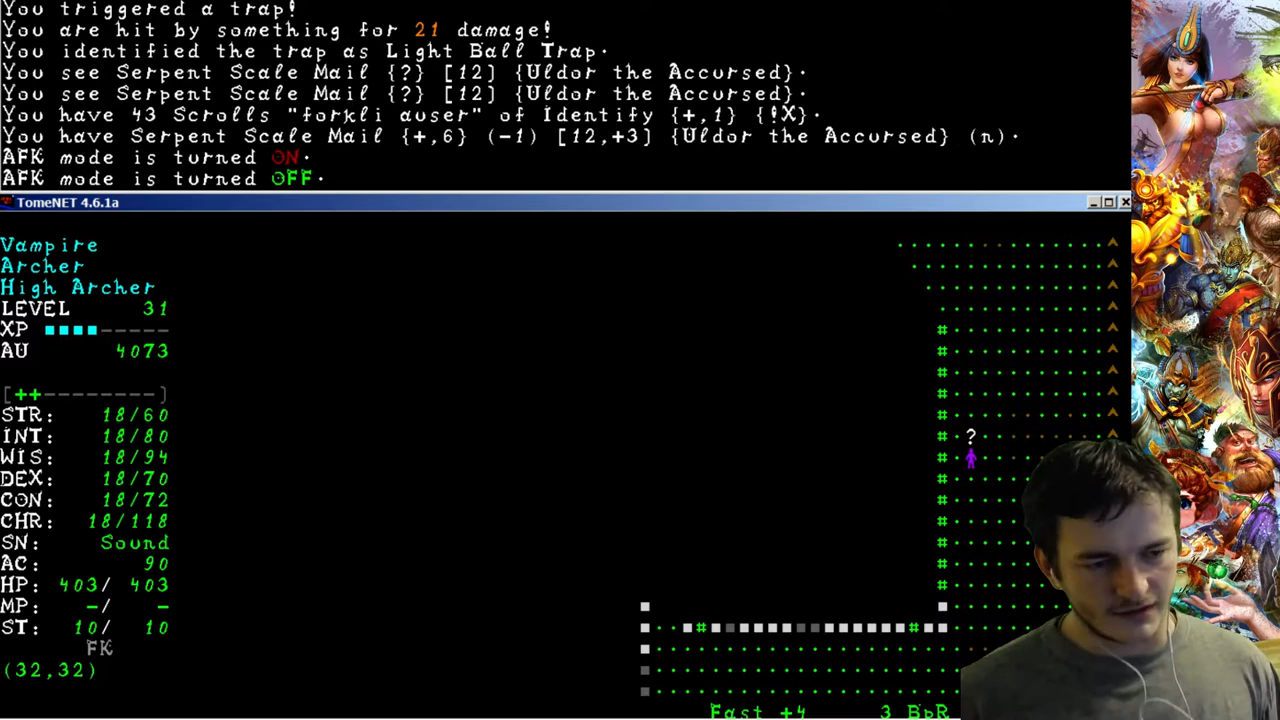 You triggered a trap!
You are hit by something for 21 damage!
You identified the trap as Light Ball Trap.
You see Serpent Scale Mail {?} [12] {Uldor the Accursed}.
You see Serpent Scale Mail {?} [12] {Uldor the Accursed}.
You have 43 Scrolls "forkli auser" of Identify {+,1} {!X}.
You have Serpent Scale Mail {+,6} (-1) [12,+3] {Uldor the Accursed} (n).
AFK mode is turned ON.
AFK mode is turned OFF.
TomeNET 4.6.1a
Vampire
Archer
High Archer
LEVEL 31
XP
AU 4073
[++---------]
STR: 18/60
INT: 18/80
WIS: 18/94
DEX: 18/70
CON: 18/72
CHR: 18/118
SN: Sound
AC: 90
HP: 403/ 403
MP: -/ -
ST: 10/ 10
FK
(32,32)
Fast +4 3 BpR